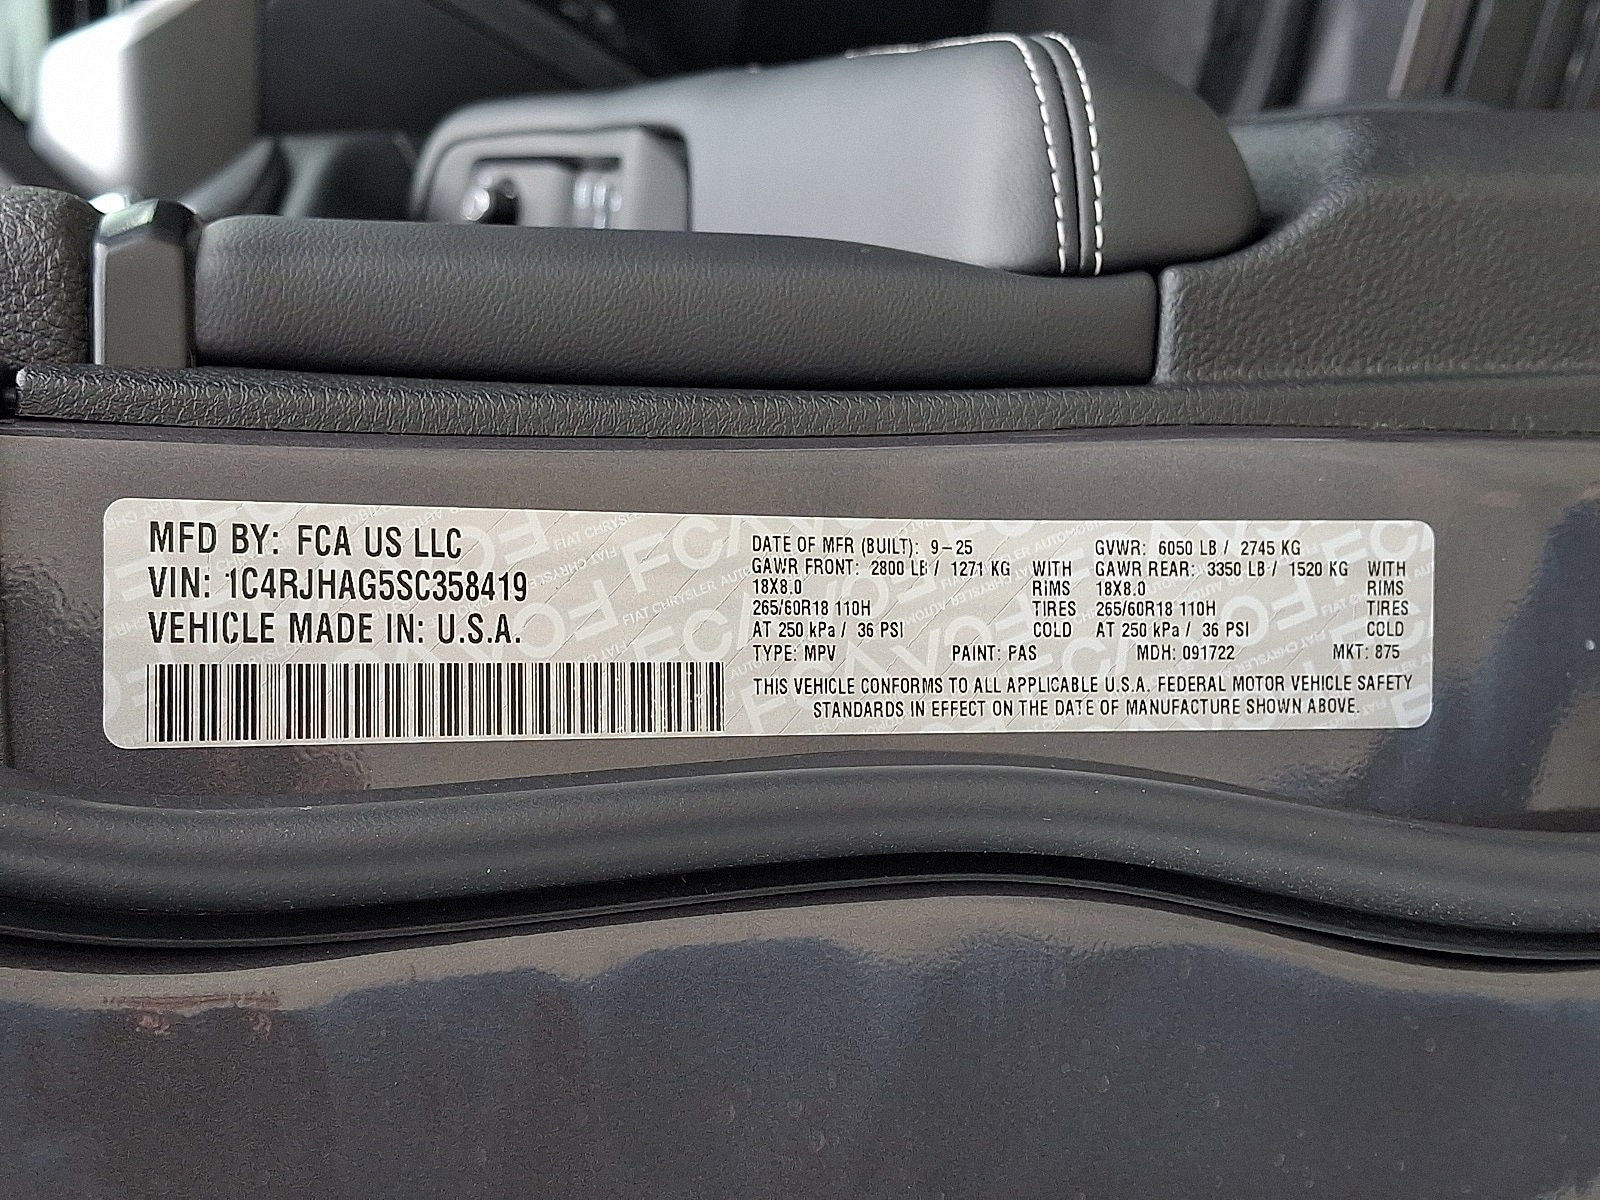 MFD BY: FCA US LLC
VIN: 1C4RJHAG5SC358419
VEHICLE MADE IN: U.S.A.
DATE OF MFR (BUILT): 9-25 GVWR: 6050 LB / 2745 KG
GAWR FRONT: 2800 LB / 1271 KG WITH GAWR REAR: 3350 LB / 1520 KG WITH
18X8.0 RIMS 18X8.0 RIMS
265/60R18 110H TIRES 265/60R18 110H TIRES
AT 250 kPa / 36 PSI COLD AT 250 kPa / 36 PSI COLD
TYPE: MPV PAINT: PAS MDH: 091722 MKT: 875
THIS VEHICLE CONFORMS TO ALL APPLICABLE U.S.A. FEDERAL MOTOR VEHICLE SAFETY
STANDARDS IN EFFECT ON THE DATE OF MANUFACTURE SHOWN ABOVE.